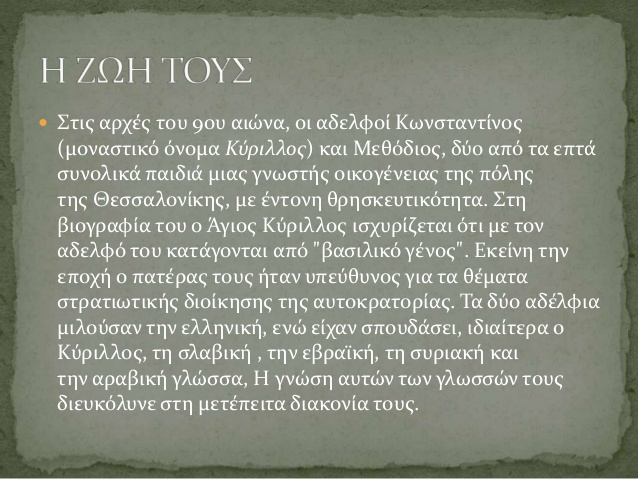 Η ΖΩΗ ΤΟΥΣ
Στις αρχές του 9ου αιώνα, οι αδελφοί Κωνσταντίνος
(μοναστικό όνομα Κύριλλος) και Μεθόδιος, δύο από τα επτά
συνολικά παιδιά μιας γνωστής οικογένειας της πόλης
της Θεσσαλονίκης, με έντονη θρησκευτικότητα. Στη
βιογραφία του ο Άγιος Κύριλλος ισχυρίζεται ότι με τον
αδελφό του κατάγονται από "βασιλικό γένος". Εκείνη την
εποχή ο πατέρας τους ήταν υπεύθυνος για τα θέματα
στρατιωτικής διοίκησης της αυτοκρατορίας. Τα δύο αδέλφια
μιλούσαν την ελληνική, ενώ είχαν σπουδάσει, ιδιαίτερα ο
Κύριλλος, τη σλαβική , την εβραϊκή, τη συριακή και
την αραβική γλώσσα, Η γνώση αυτών των γλωσσών τους
διευκόλυνε στη μετέπειτα διακονία τους.